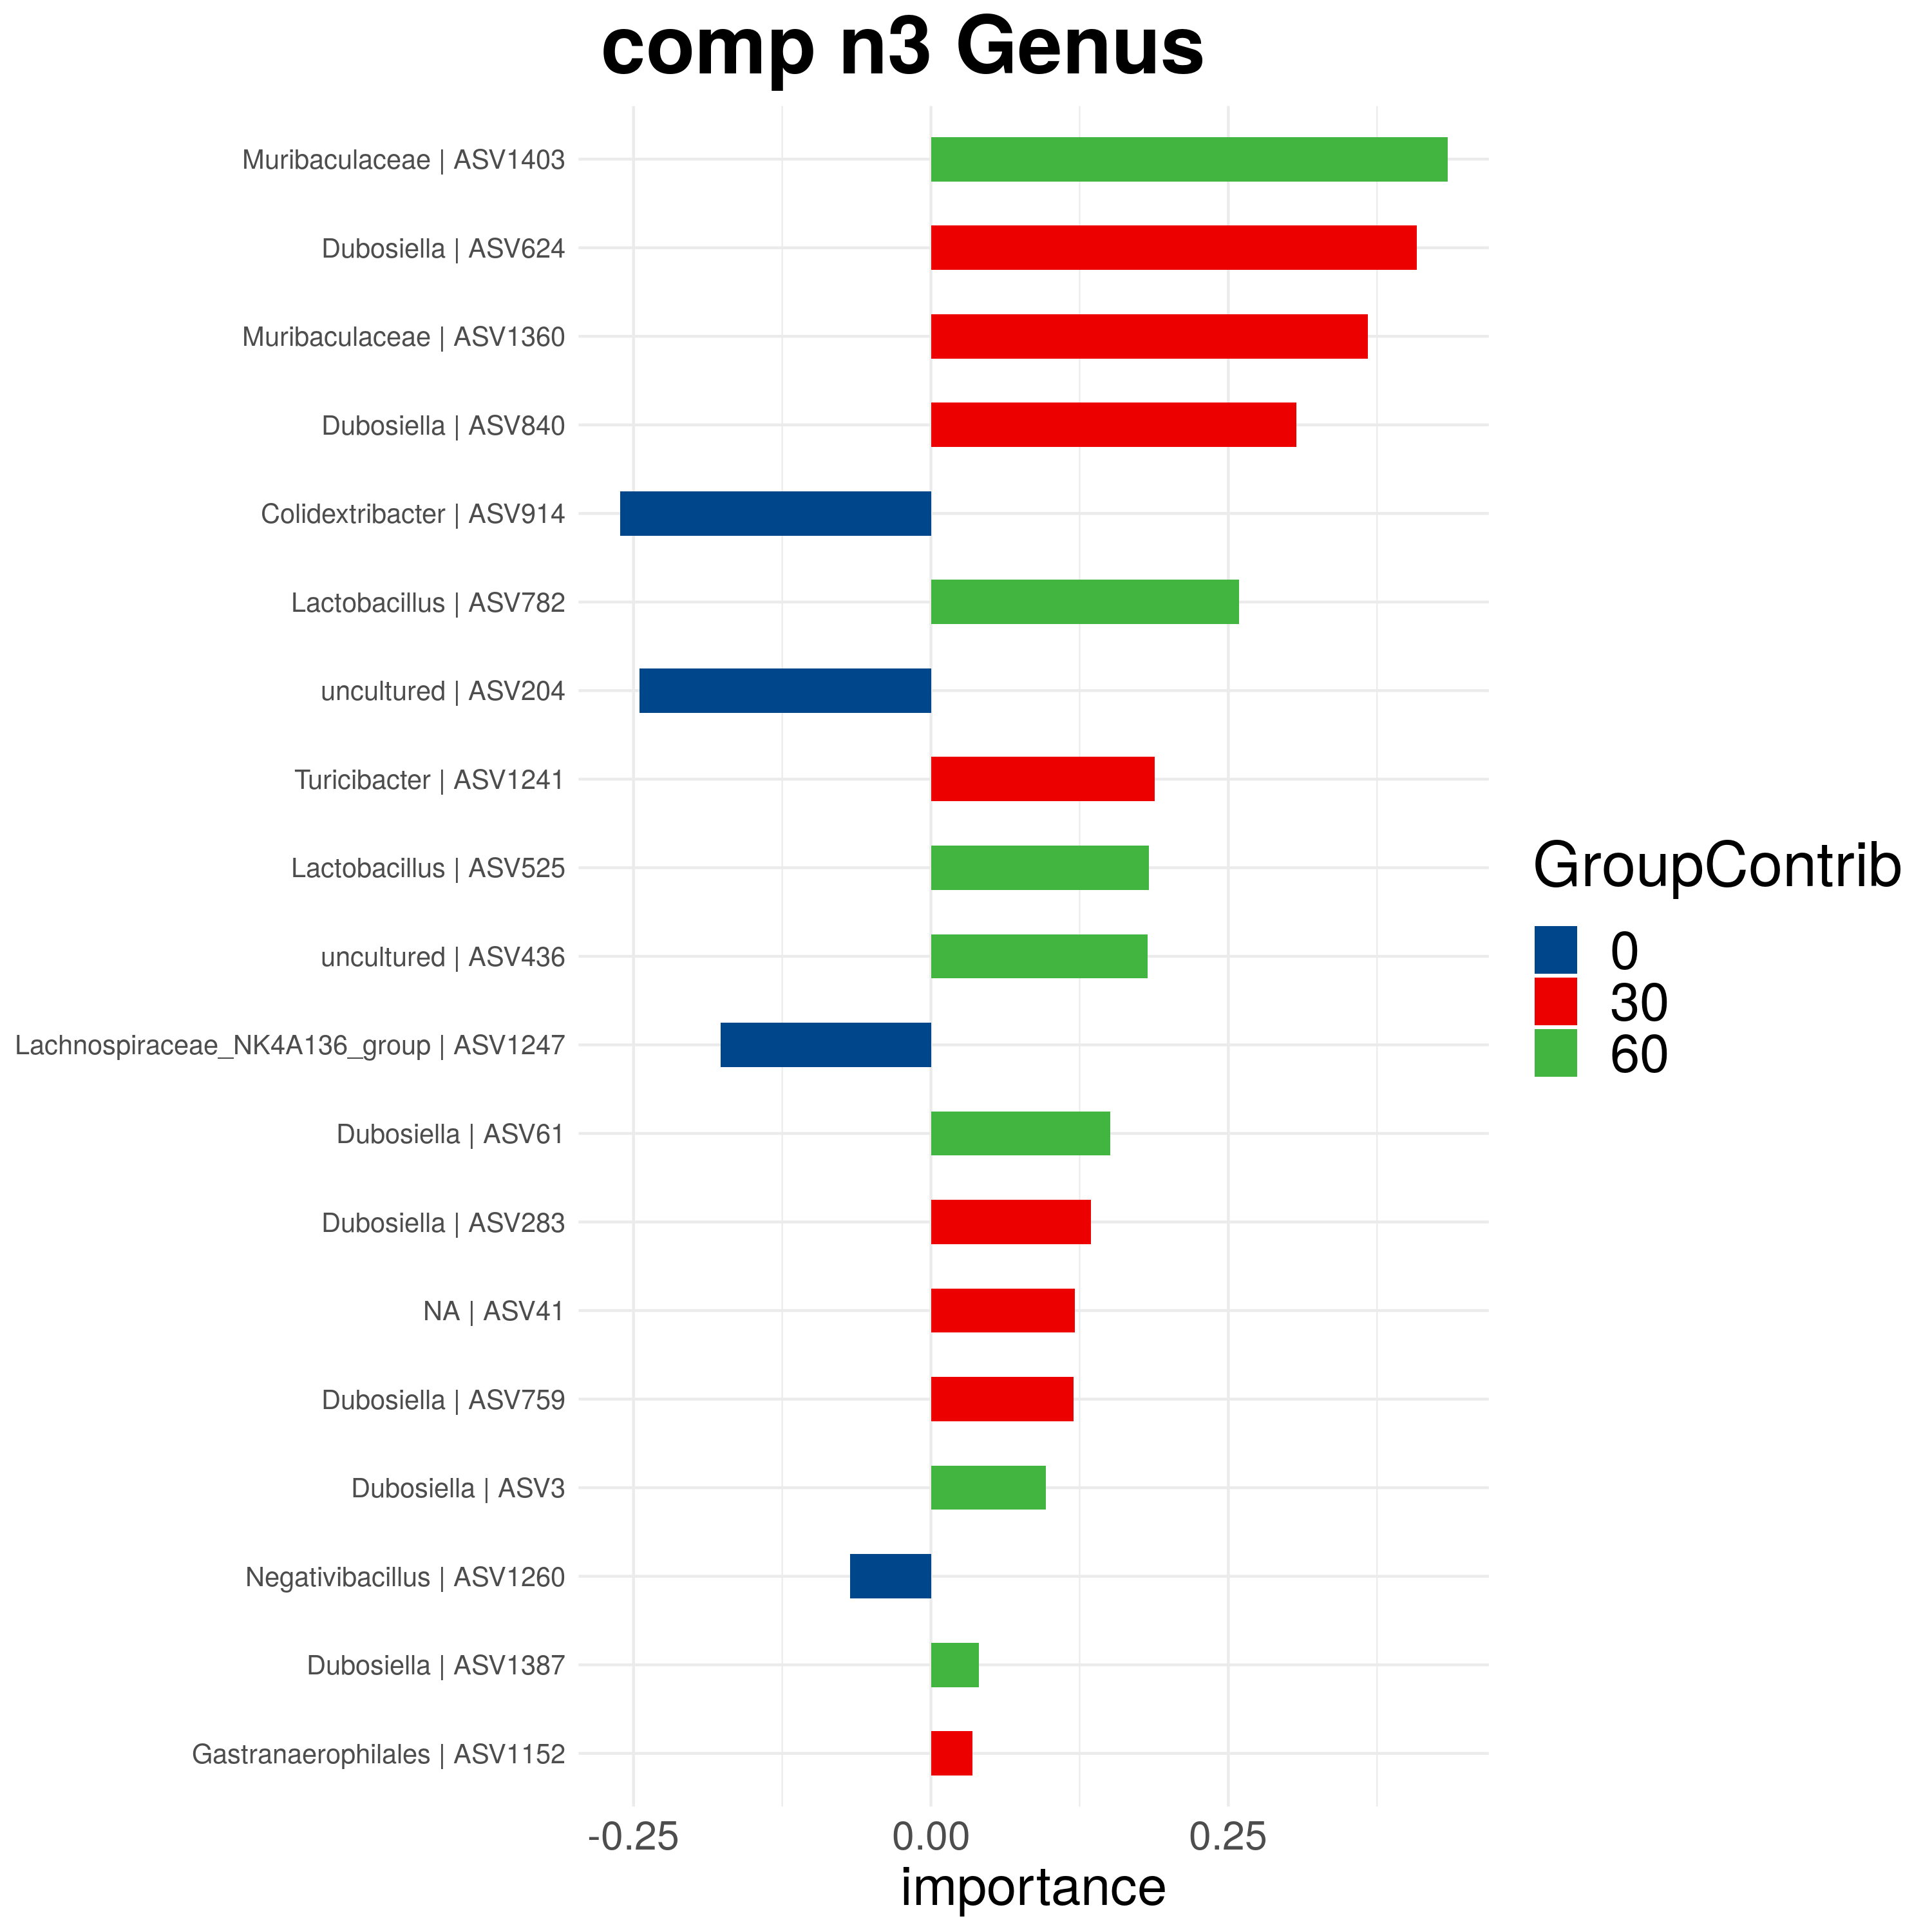 comp n3 Genus
Muribaculaceae | ASV1403
Dubosiella | ASV624
Muribaculaceae | ASV1360
Dubosiella | ASV840
Colidextribacter | ASV914
Lactobacillus | ASV782
uncultured | ASV204
Turicibacter | ASV1241
Lactobacillus | ASV525
uncultured | ASV436
Lachnospiraceae_NK4A136_group | ASV1247
Dubosiella | ASV61
Dubosiella | ASV283
NA | ASV41
Dubosiella | ASV759
Dubosiella | ASV3
Negativibacillus | ASV1260
Dubosiella | ASV1387
Gastranaerophilales | ASV1152
-0.25 0.00 0.25
importance
GroupContrib
0
30
60